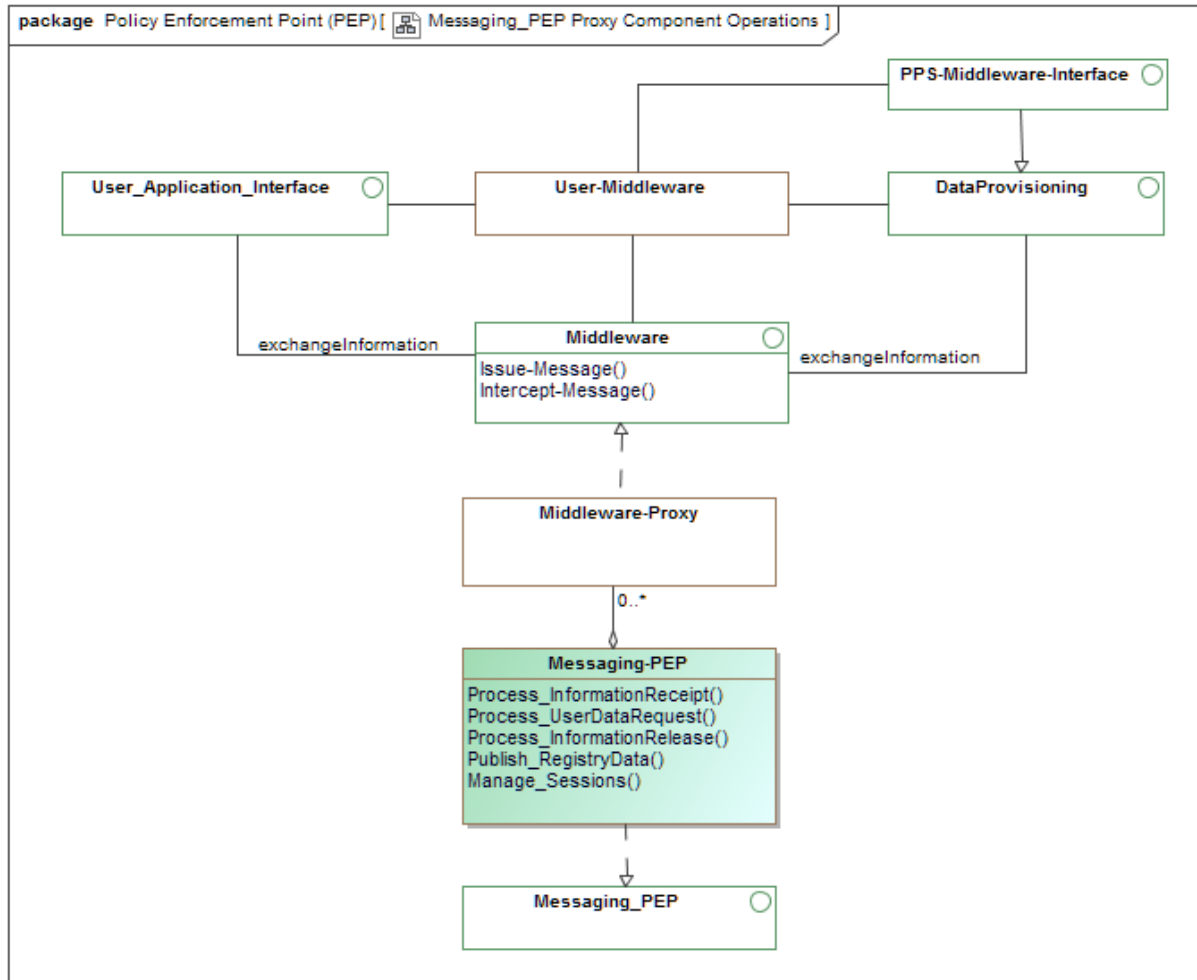 package Policy Enforcement Point (PEP)[ Messaging_PEP Proxy Component Operations ]
PPS-Middleware-Interface
User_Application_Interface
User-Middleware
DataProvisioning
exchangeInformation
Middleware
Issue-Message()
Intercept-Message()
exchangeInformation
Middleware-Proxy
0..*
Messaging-PEP
Process_InformationReceipt()
Process_UserDataRequest()
Process_InformationRelease()
Publish_RegistryData()
Manage_Sessions()
Messaging_PEP